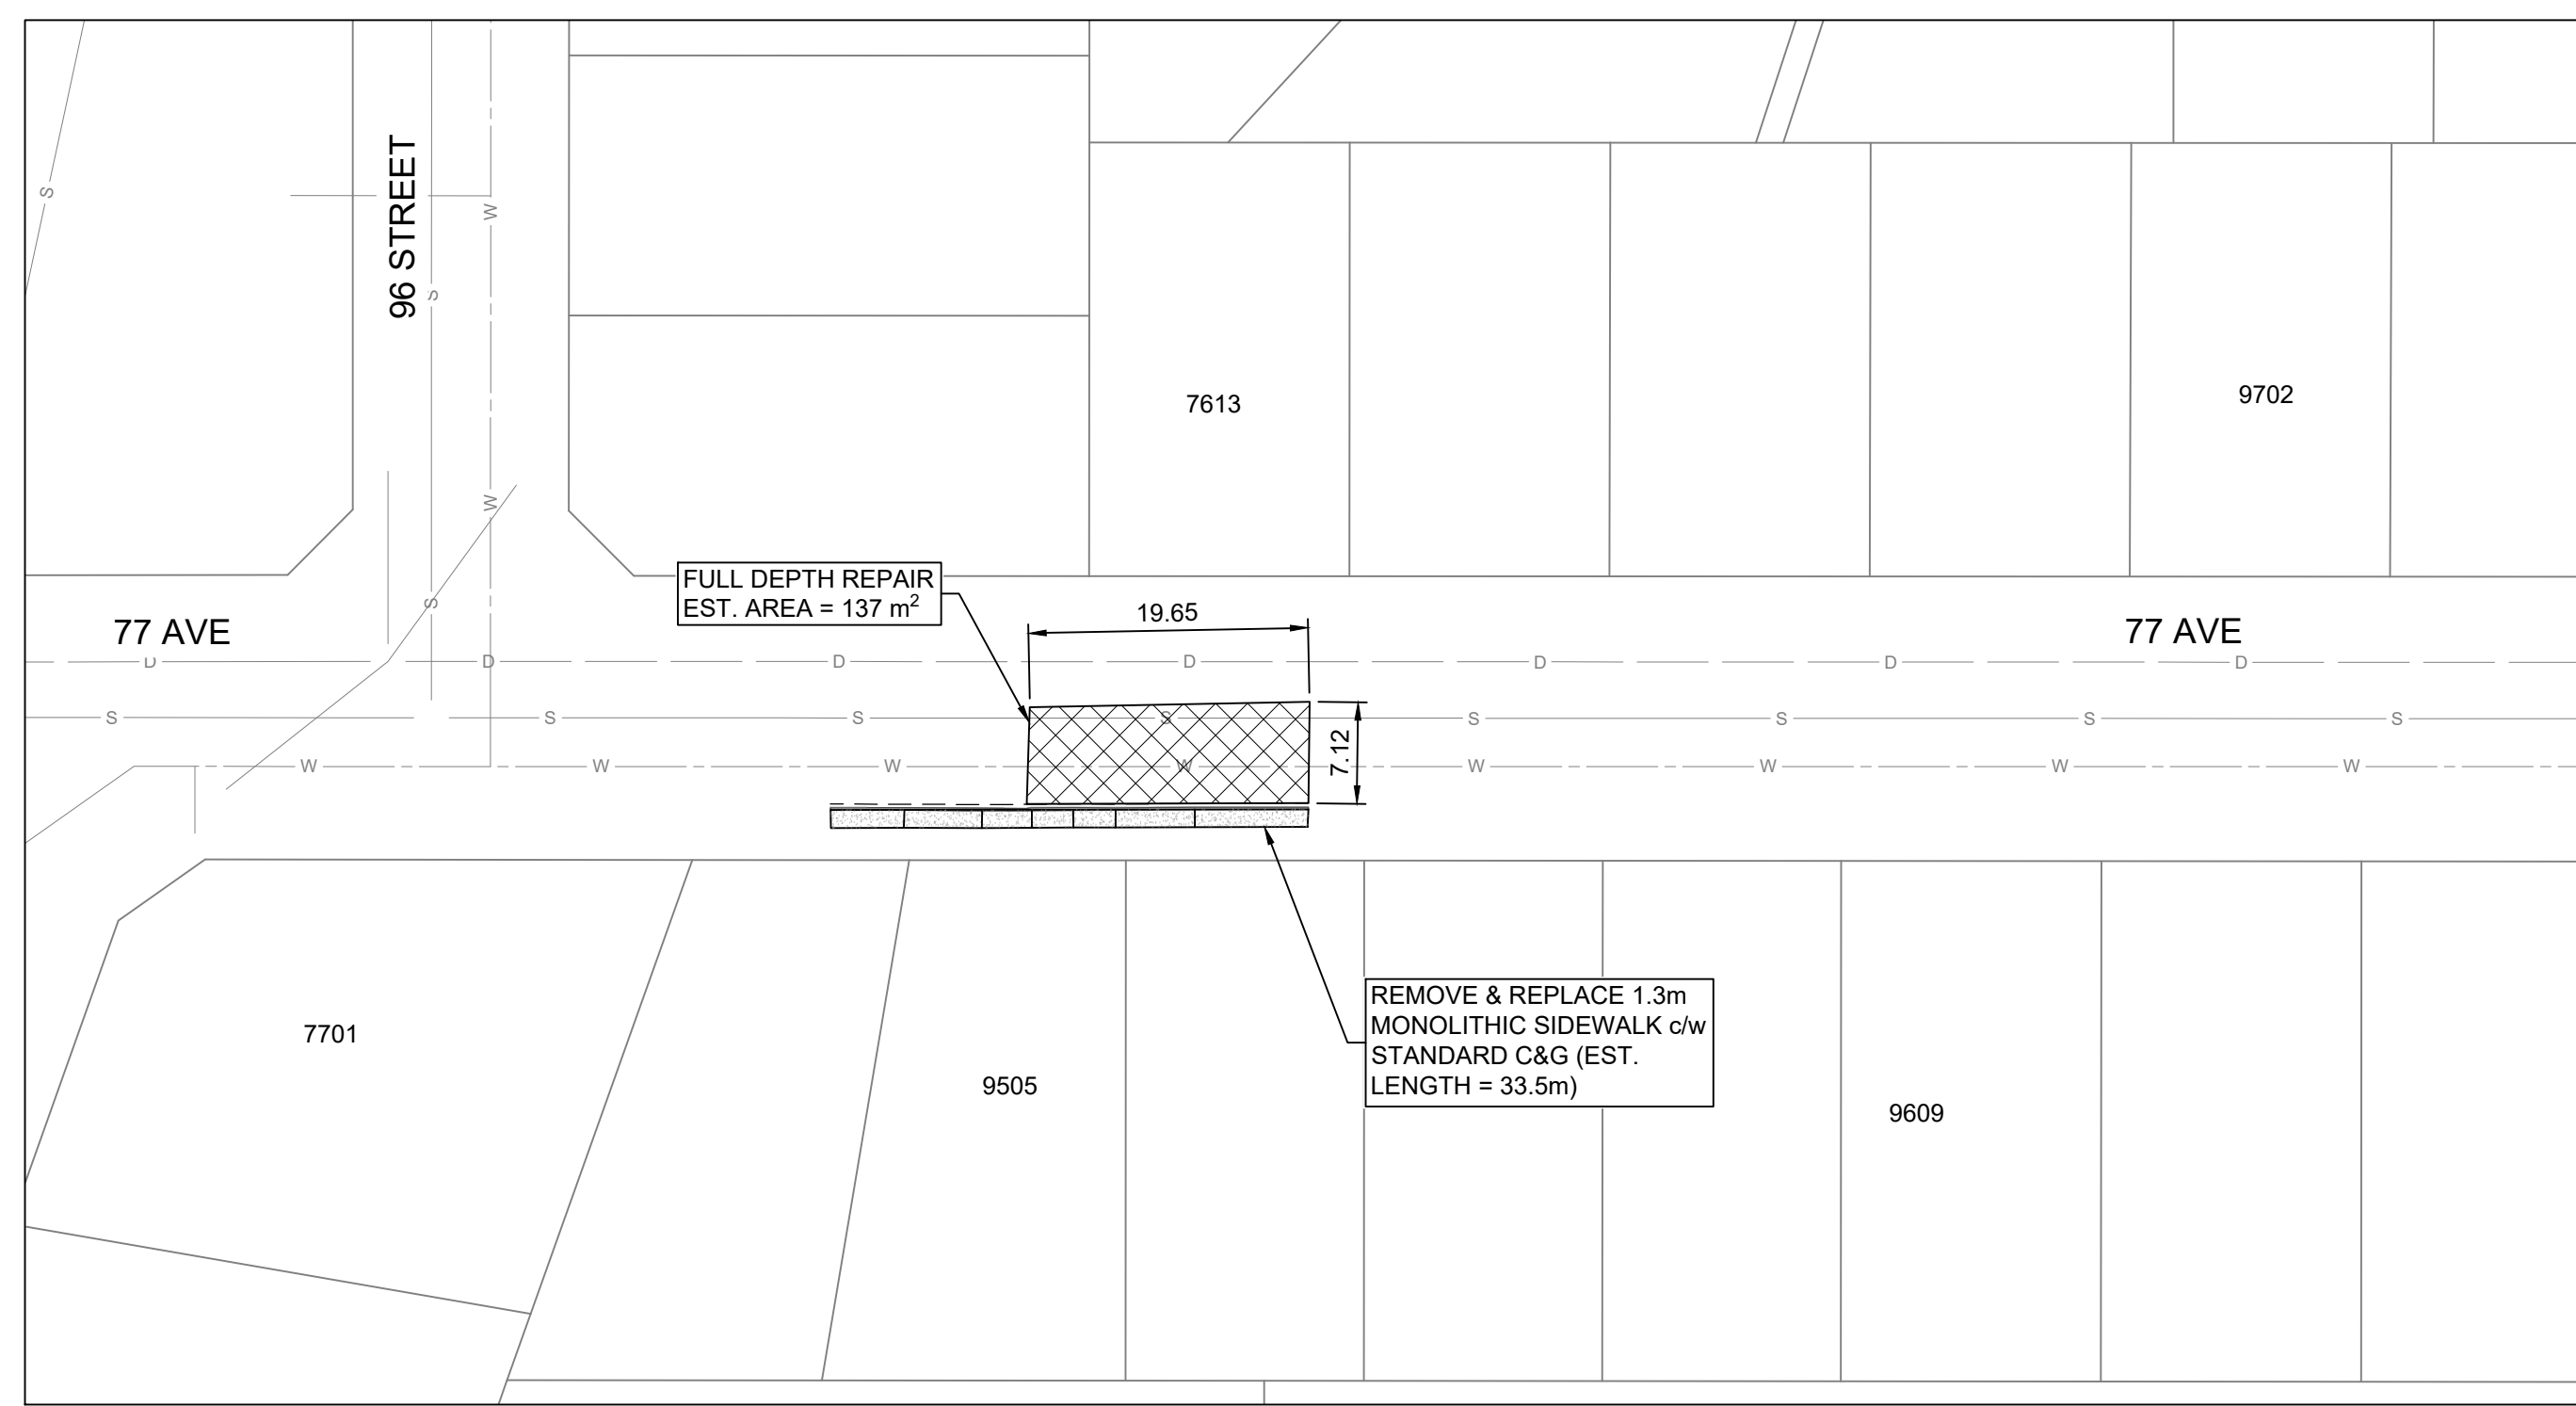 96 STREET
S
S
W
7613
9702
W
FULL DEPTH REPAIR
EST. AREA = 137 m²
S
19.65
77 AVE
77 AVE
D
D
D
D
D
D
D
S
S
S
S
S
S
S
S
7.12
W
W
W
W
W
W
W
W
REMOVE & REPLACE 1.3m
MONOLITHIC SIDEWALK c/w
STANDARD C&G (EST.
LENGTH = 33.5m)
7701
9505
9609